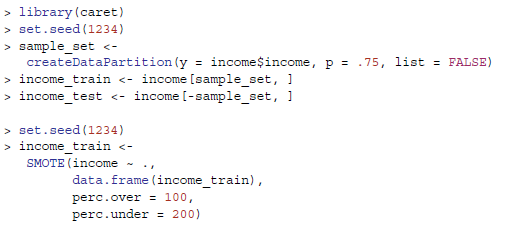 > library(caret)
> set.seed(1234)
> sample_set <-
createDataPartition(y = income$income, p = .75, list = FALSE)
> income_train <- income[sample_set, ]
> income_test <- income[-sample_set, ]
> set.seed(1234)
> income_train <-
SMOTE(income ~ .,
data.frame(income_train),
perc.over = 100,
perc.under = 200)